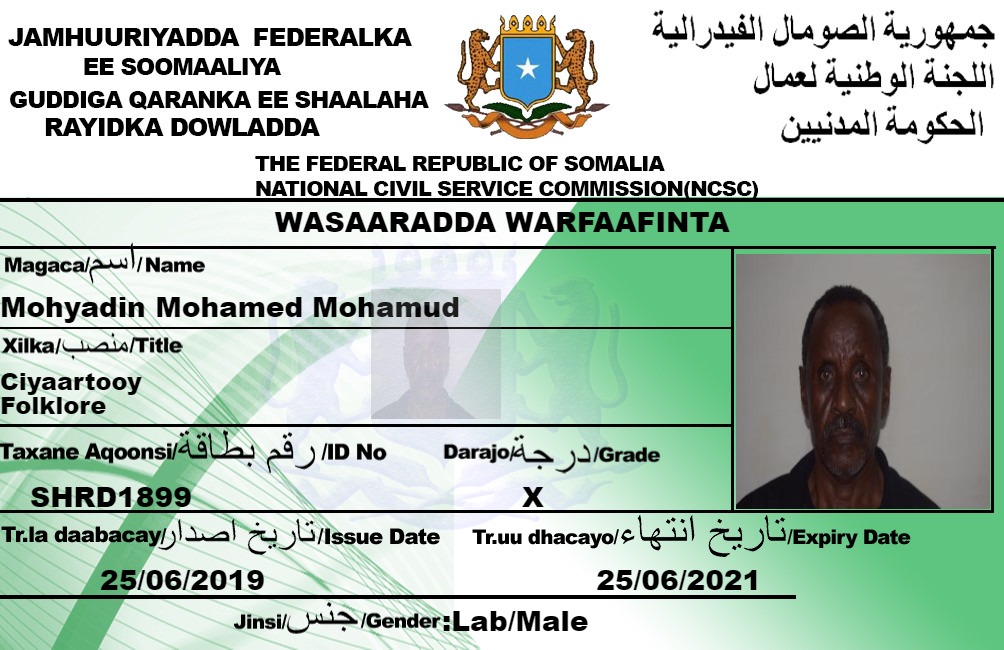 JAMHUURIYADDA FEDERALKA
EE SOOMAALIYA
GUDDIGA QARANKA EE SHAALAHA
RAYIDKA DOWLADDA
جمهورية الصومال الفيدرالية
اللجنة الوطنية لعمال
الحكومة المدنيين
THE FEDERAL REPUBLIC OF SOMALIA
NATIONAL CIVIL SERVICE COMMISSION(NCSC)
WASAARADDA WARFAAFINTA
Magaca/اسم/Name
Mohyadin Mohamed Mohamud
Xilka/منصب/Title
Ciyaartooy
Folklore
Taxane Aqoonsi/رقم بطاقة/ID No
Darajo/درجة/Grade
SHRD1899
X
Tr.la daabacay/تاريخ اصدار/Issue Date
Tr.uu dhacayo/تاريخ انتهاء/Expiry Date
25/06/2019
25/06/2021
Jinsi/جنس/Gender:Lab/Male